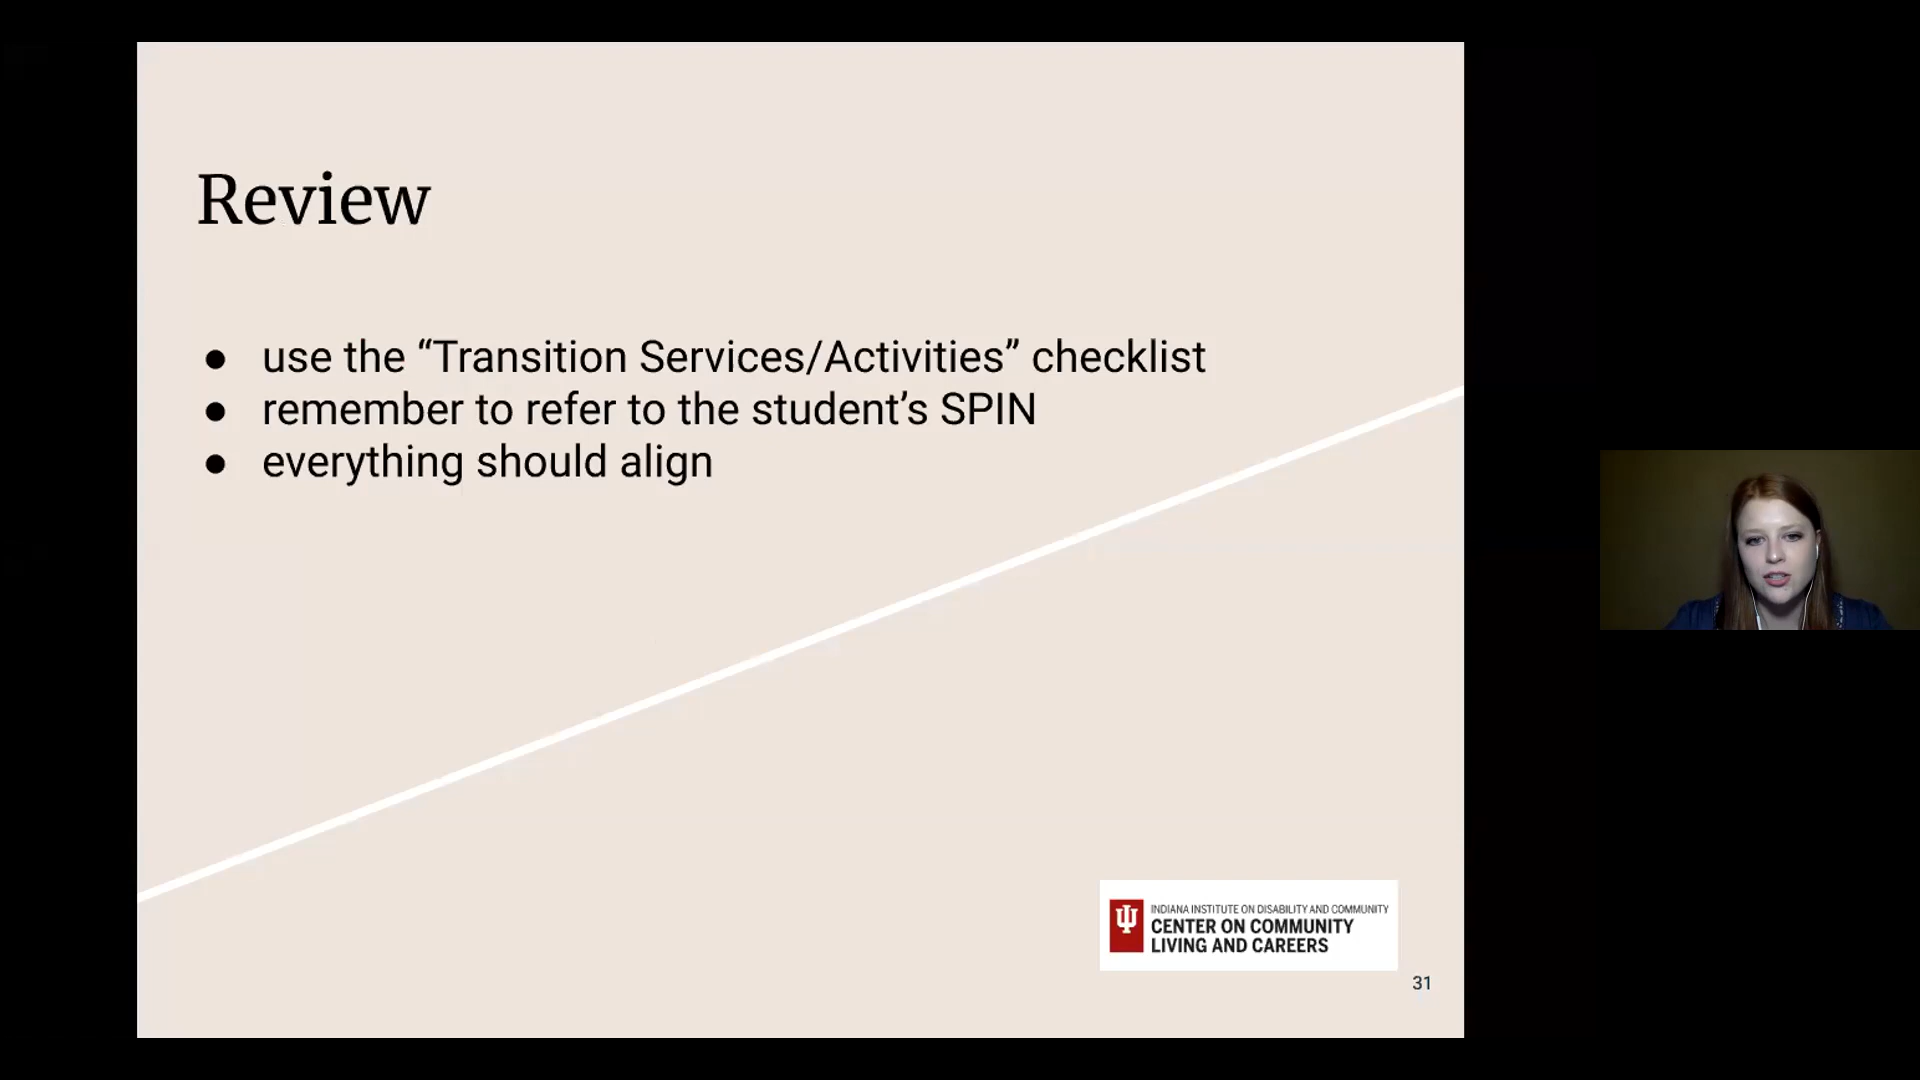 Review
● use the “Transition Services/Activities” checklist
● remember to refer to the student’s SPIN
● everything should align
INDIANA INSTITUTE ON DISABILITY AND COMMUNITY
CENTER ON COMMUNITY
LIVING AND CAREERS
31